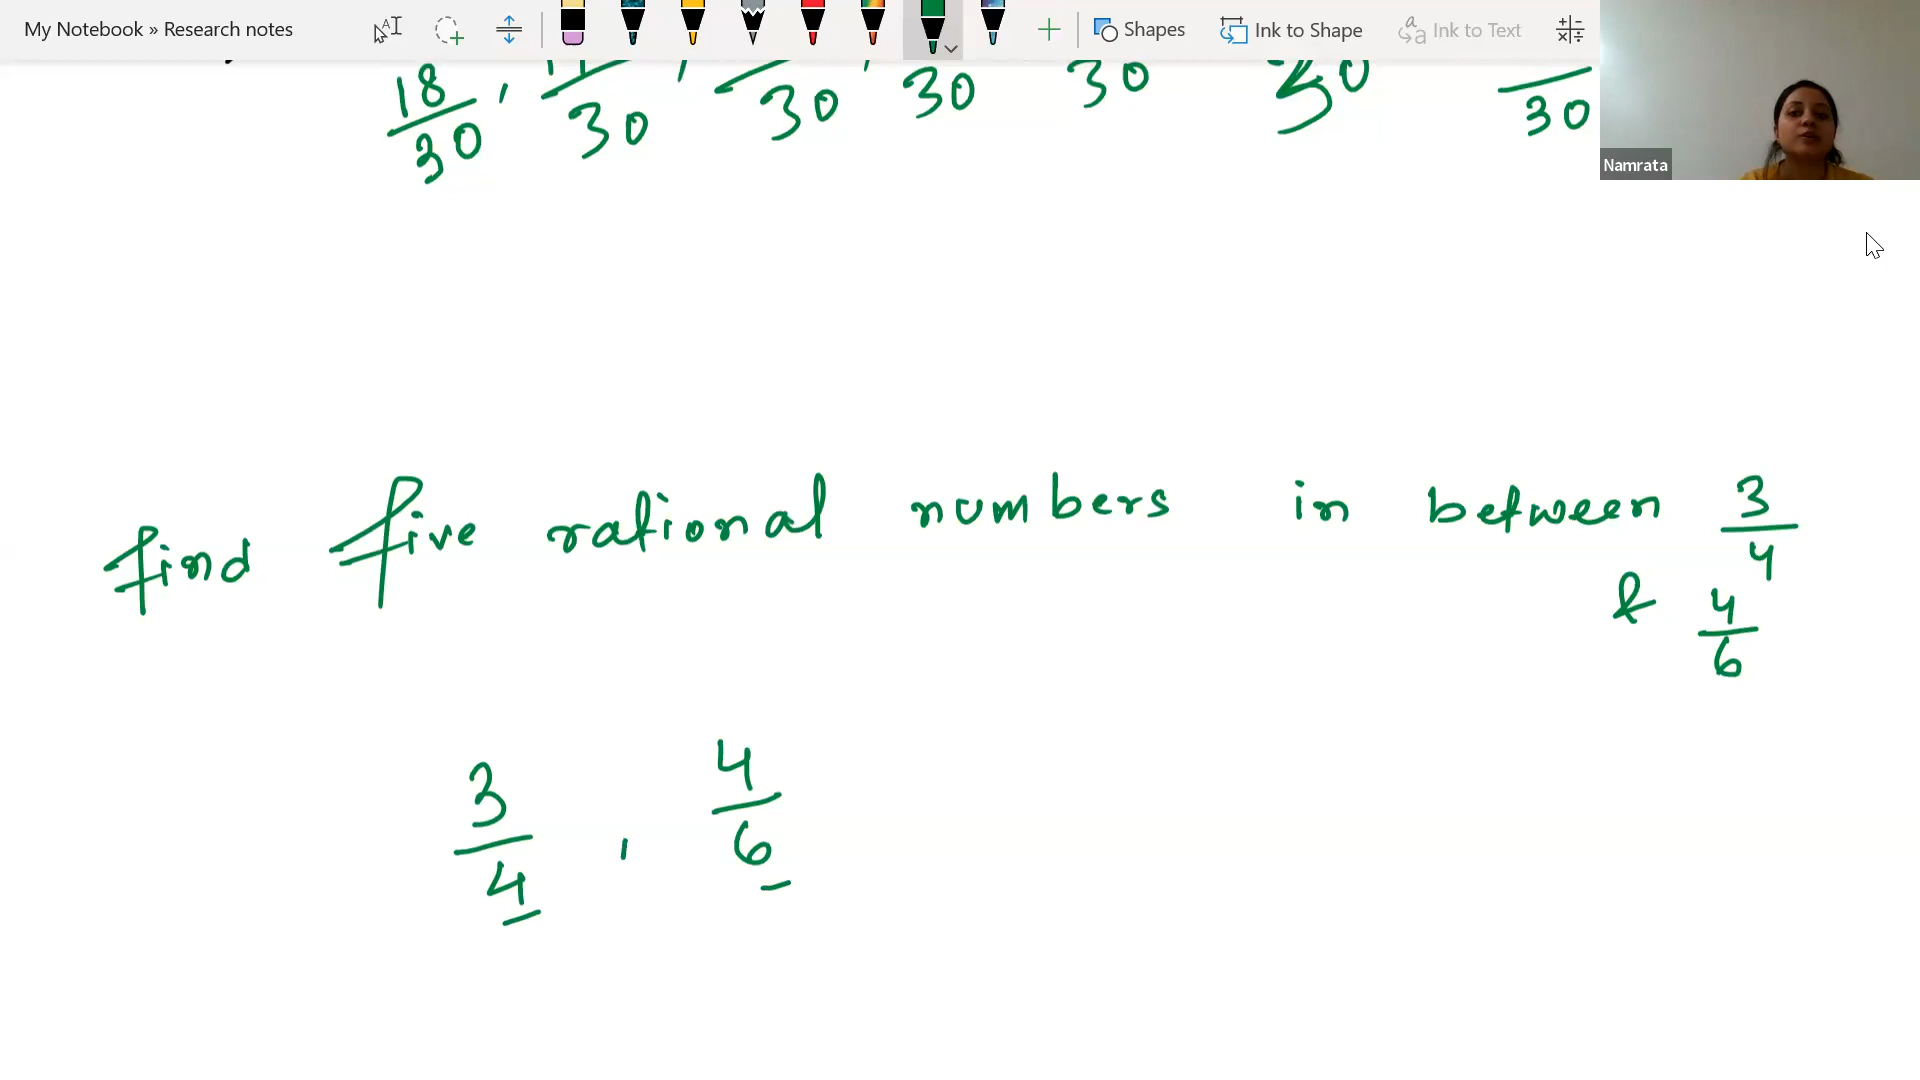 My Notebook » Research notes
Shapes
Ink to Shape
Ink to Text
Namrata
18/30 , /30 , /30 , 30 30 30 /30
find five rational numbers in between 3/4
& 4/6
3/4 , 4/6